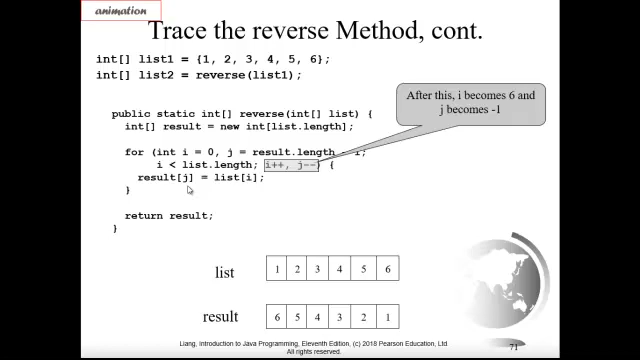 animation
Trace the reverse Method, cont.
int[] list1 = {1, 2, 3, 4, 5, 6};
int[] list2 = reverse(list1);
After this, i becomes 6 and
j becomes -1
public static int[] reverse(int[] list) {
int[] result = new int[list.length];
for (int i = 0, j = result.length - 1;
i < list.length; i++, j--) {
result[j] = list[i];
}
return result;
}
list 1 2 3 4 5 6
result 6 5 4 3 2 1
Liang, Introduction to Java Programming, Eleventh Edition, (c) 2018 Pearson Education, Ltd
All rights reserved.
71